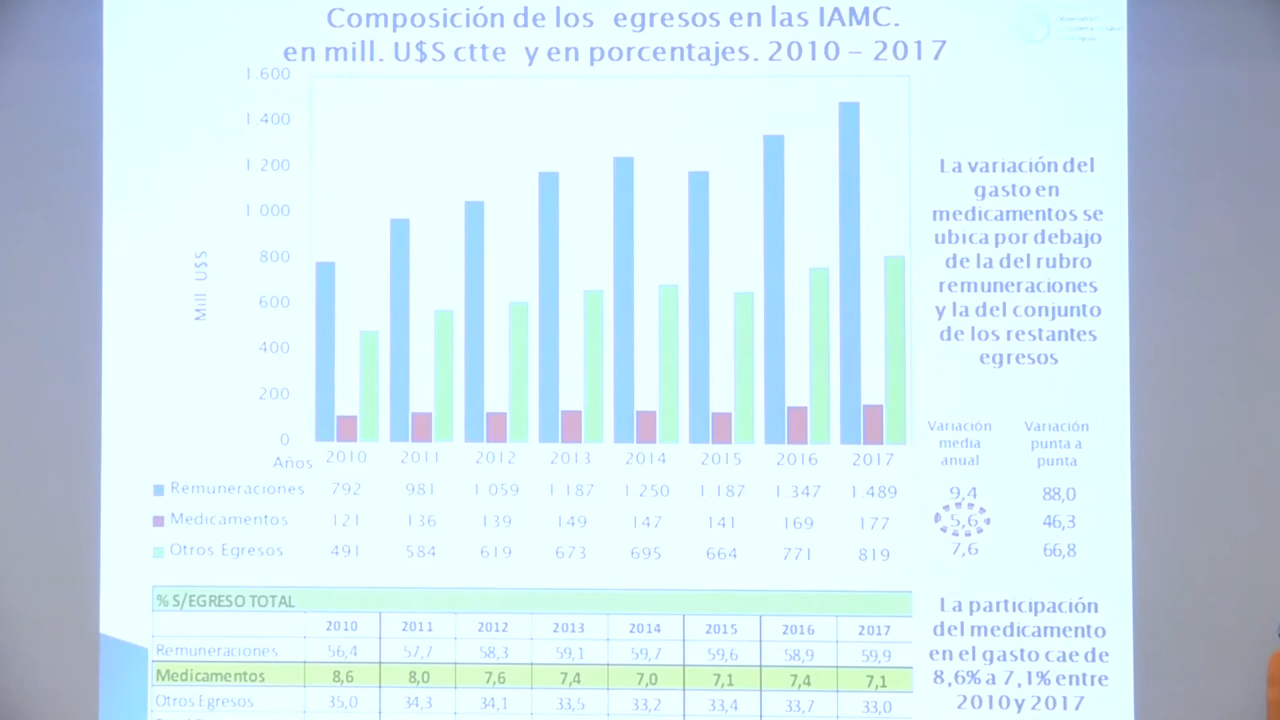 Composición de los egresos en las IAMC.
en mill. U$S ctte y en porcentajes. 2010 – 2017
1.600
1.400
1.200
1.000
800
600
400
200
0
Mill U$S
Años 2010 2011 2012 2013 2014 2015 2016 2017
Remuneraciones 792 981 1 059 1 187 1 250 1 187 1.347 1.489
Medicamentos 121 136 139 149 147 141 169 177
Otros Egresos 491 584 619 673 695 664 771 819
La variación del
gasto en
medicamentos se
ubica por debajo
de la del rubro
remuneraciones
y la del conjunto
de los restantes
egresos
Variación media anual
Variación punta a punta
9,4 88,0
5,6 46,3
7,6 66,8
% S/EGRESO TOTAL
2010 2011 2012 2013 2014 2015 2016 2017
Remuneraciones 56,4 57,7 58,3 59,1 59,7 59,6 58,9 59,9
Medicamentos 8,6 8,0 7,6 7,4 7,0 7,1 7,4 7,1
Otros Egresos 35,0 34,3 34,1 33,5 33,2 33,4 33,7 33,0
La participación
del medicamento
en el gasto cae de
8,6% a 7,1% entre
2010 y 2017